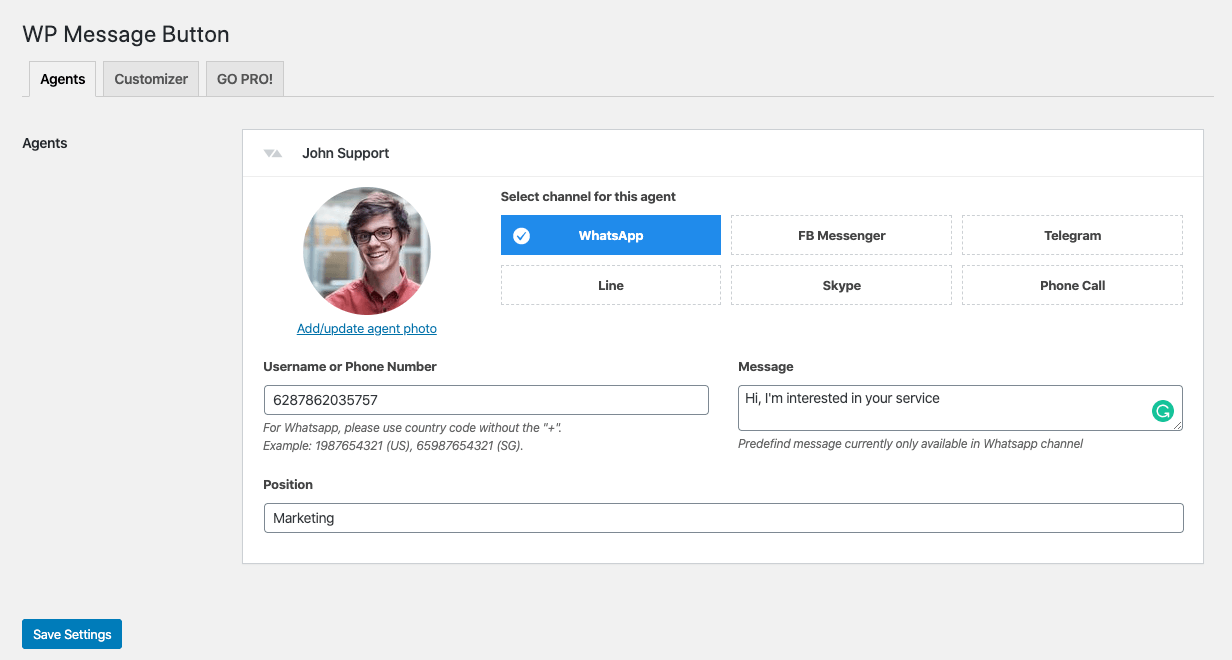 WP Message Button
Agents
Customizer
GO PRO!
Agents
John Support
Select channel for this agent
WhatsApp
FB Messenger
Telegram
Line
Skype
Phone Call
Add/update agent photo
Username or Phone Number
6287862035757
For Whatsapp, please use country code without the "+".
Example: 1987654321 (US), 65987654321 (SG).
Message
Hi, I'm interested in your service
Predefind message currently only available in Whatsapp channel
Position
Marketing
Save Settings